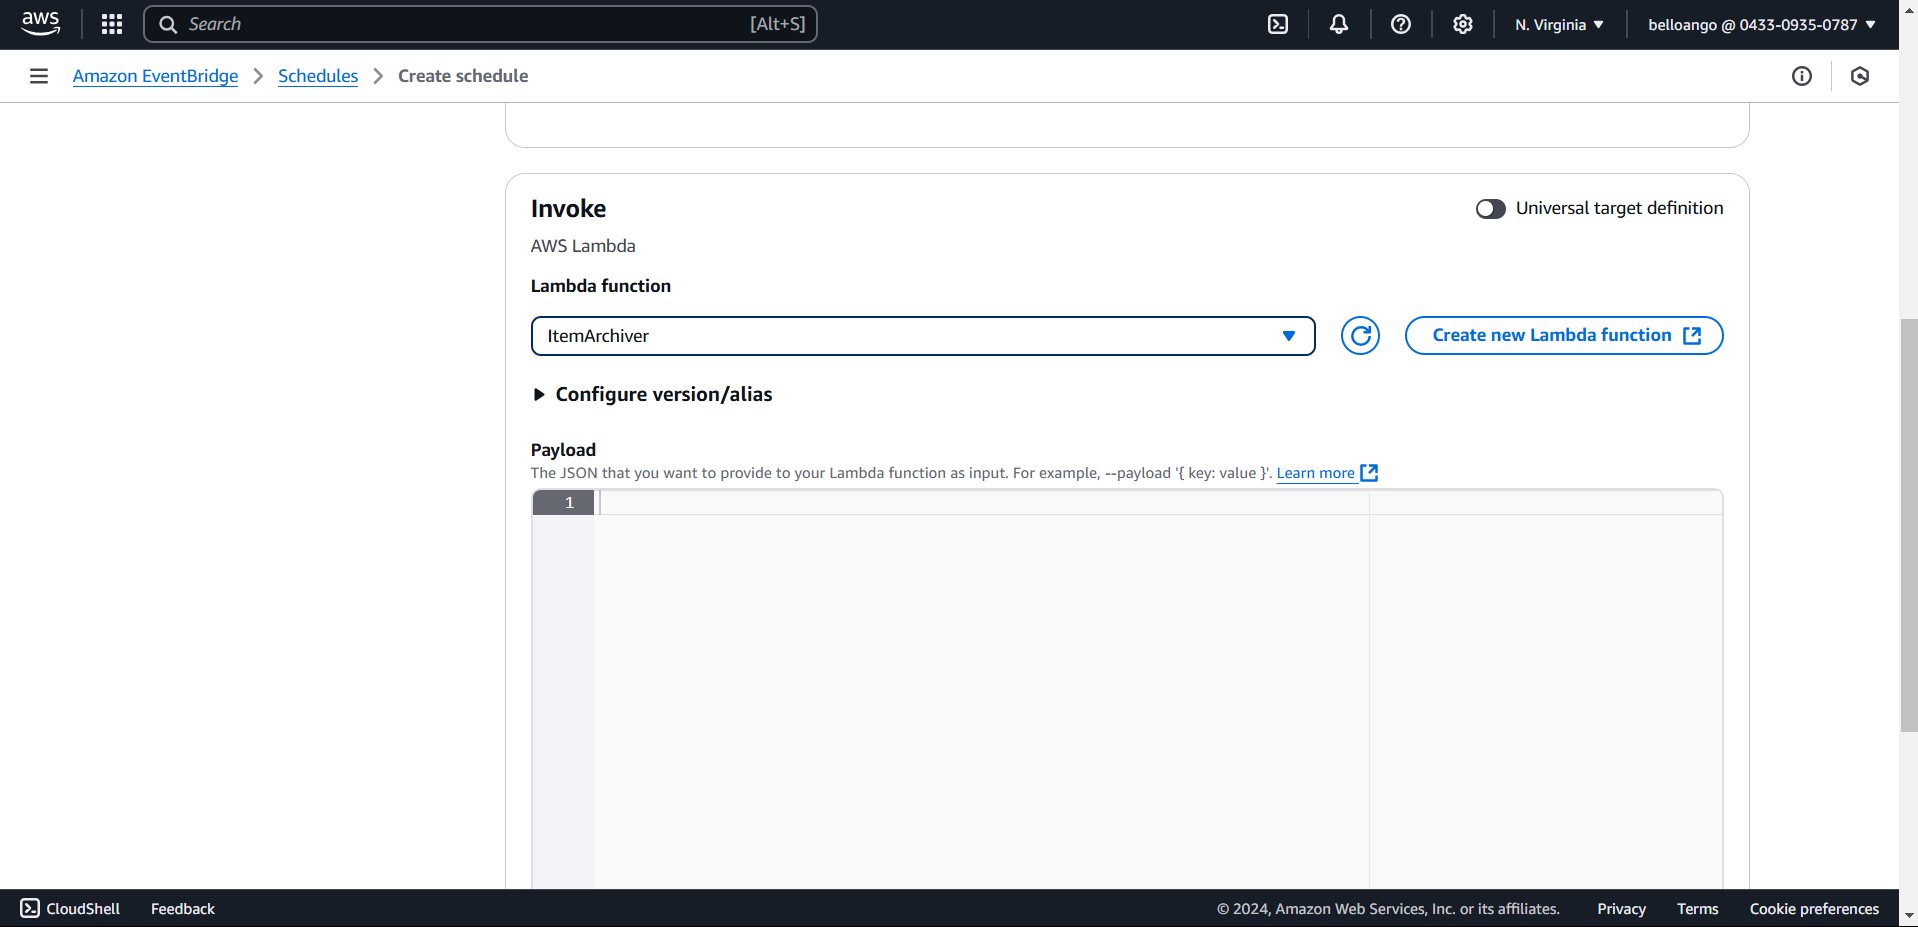 aws Search [Alt+S] N. Virginia belloango @ 0433-0935-0787
Amazon EventBridge Schedules Create schedule
Invoke Universal target definition
AWS Lambda
Lambda function
ItemArchiver Create new Lambda function
Configure version/alias
Payload
The JSON that you want to provide to your Lambda function as input. For example, --payload '{ key: value }'. Learn more
1
CloudShell Feedback © 2024, Amazon Web Services, Inc. or its affiliates. Privacy Terms Cookie preferences